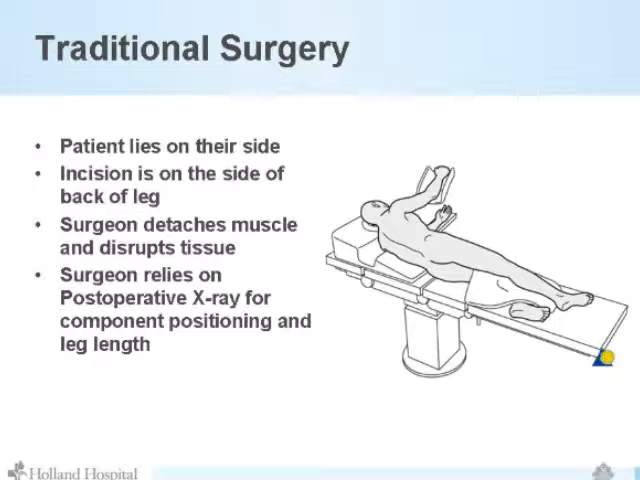 Traditional Surgery
• Patient lies on their side
• Incision is on the side of
back of leg
• Surgeon detaches muscle
and disrupts tissue
• Surgeon relies on
Postoperative X-ray for
component positioning and
leg length
Holland Hospital